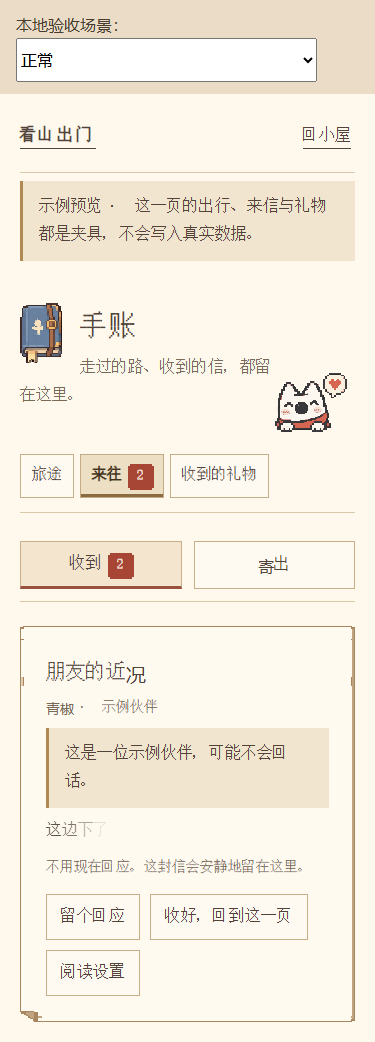 本地验收场景：
正常
看山出门
回小屋
示例预览 · 这一页的出行、来信与礼物
都是夹具，不会写入真实数据。
手账
走过的路、收到的信，都留
在这里。
旅途
来往 2
收到的礼物
收到 2
寄出
朋友的近况
青椒 · 示例伙伴
这是一位示例伙伴，可能不会回
话。
这边下了
不用现在回应。这封信会安静地留在这里。
留个回应
收好，回到这一页
阅读设置